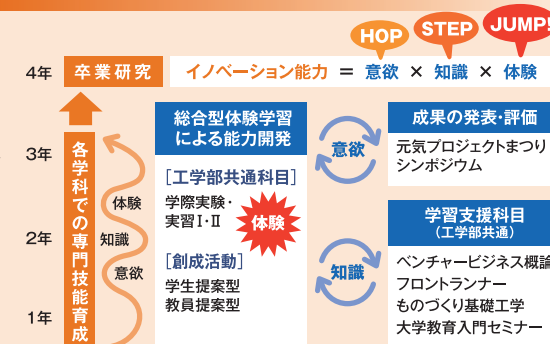 HOP
STEP
JUMP!
4年
卒業研究
イノベーション能力 = 意欲 × 知識 × 体験
3年
2年
1年
各学科での専門技能育成
体験
知識
意欲
総合型体験学習
による能力開発
[工学部共通科目]
学際実験・
実習Ⅰ・Ⅱ
体験
[創成活動]
学生提案型
教員提案型
意欲
知識
成果の発表・評価
元気プロジェクトまつり
シンポジウム
学習支援科目
(工学部共通)
ベンチャービジネス概論
フロントランナー
ものづくり基礎工学
大学教育入門セミナー